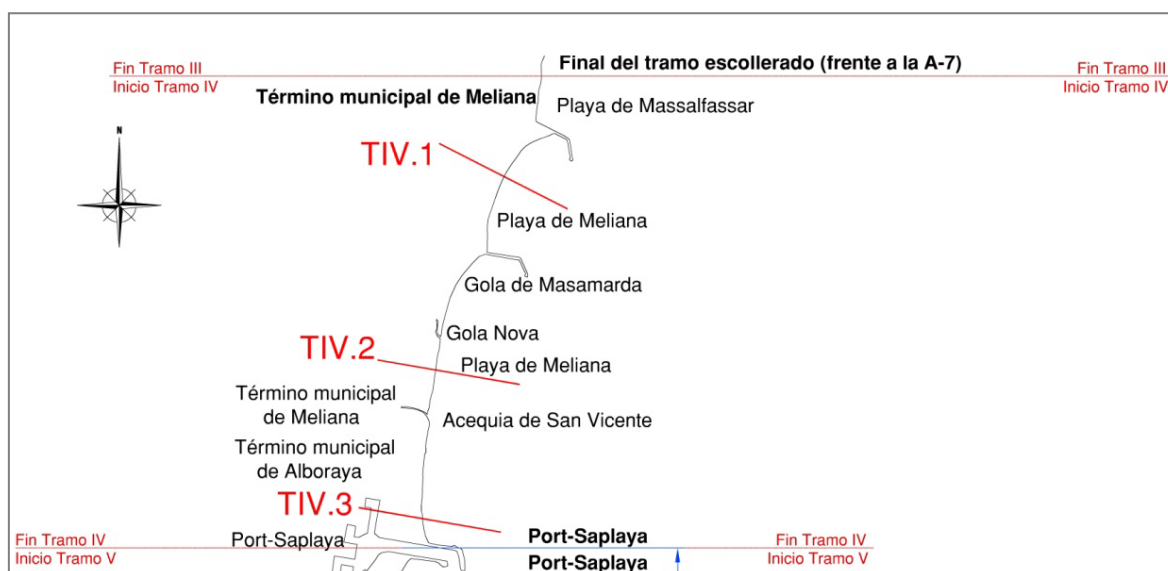 Final del tramo escollerado (frente a la A-7)
Fin Tramo III
Fin Tramo III
Inicio Tramo IV
Inicio Tramo IV
Término municipal de Meliana
Playa de Massalfassar
N
TIV.1
Playa de Meliana
Gola de Masamarda
Gola Nova
TIV.2
Playa de Meliana
Término municipal
de Meliana
Acequia de San Vicente
Término municipal
de Alboraya
TIV.3
Fin Tramo IV
Port-Saplaya
Port-Saplaya
Fin Tramo IV
Inicio Tramo V
Port-Saplaya
Inicio Tramo V